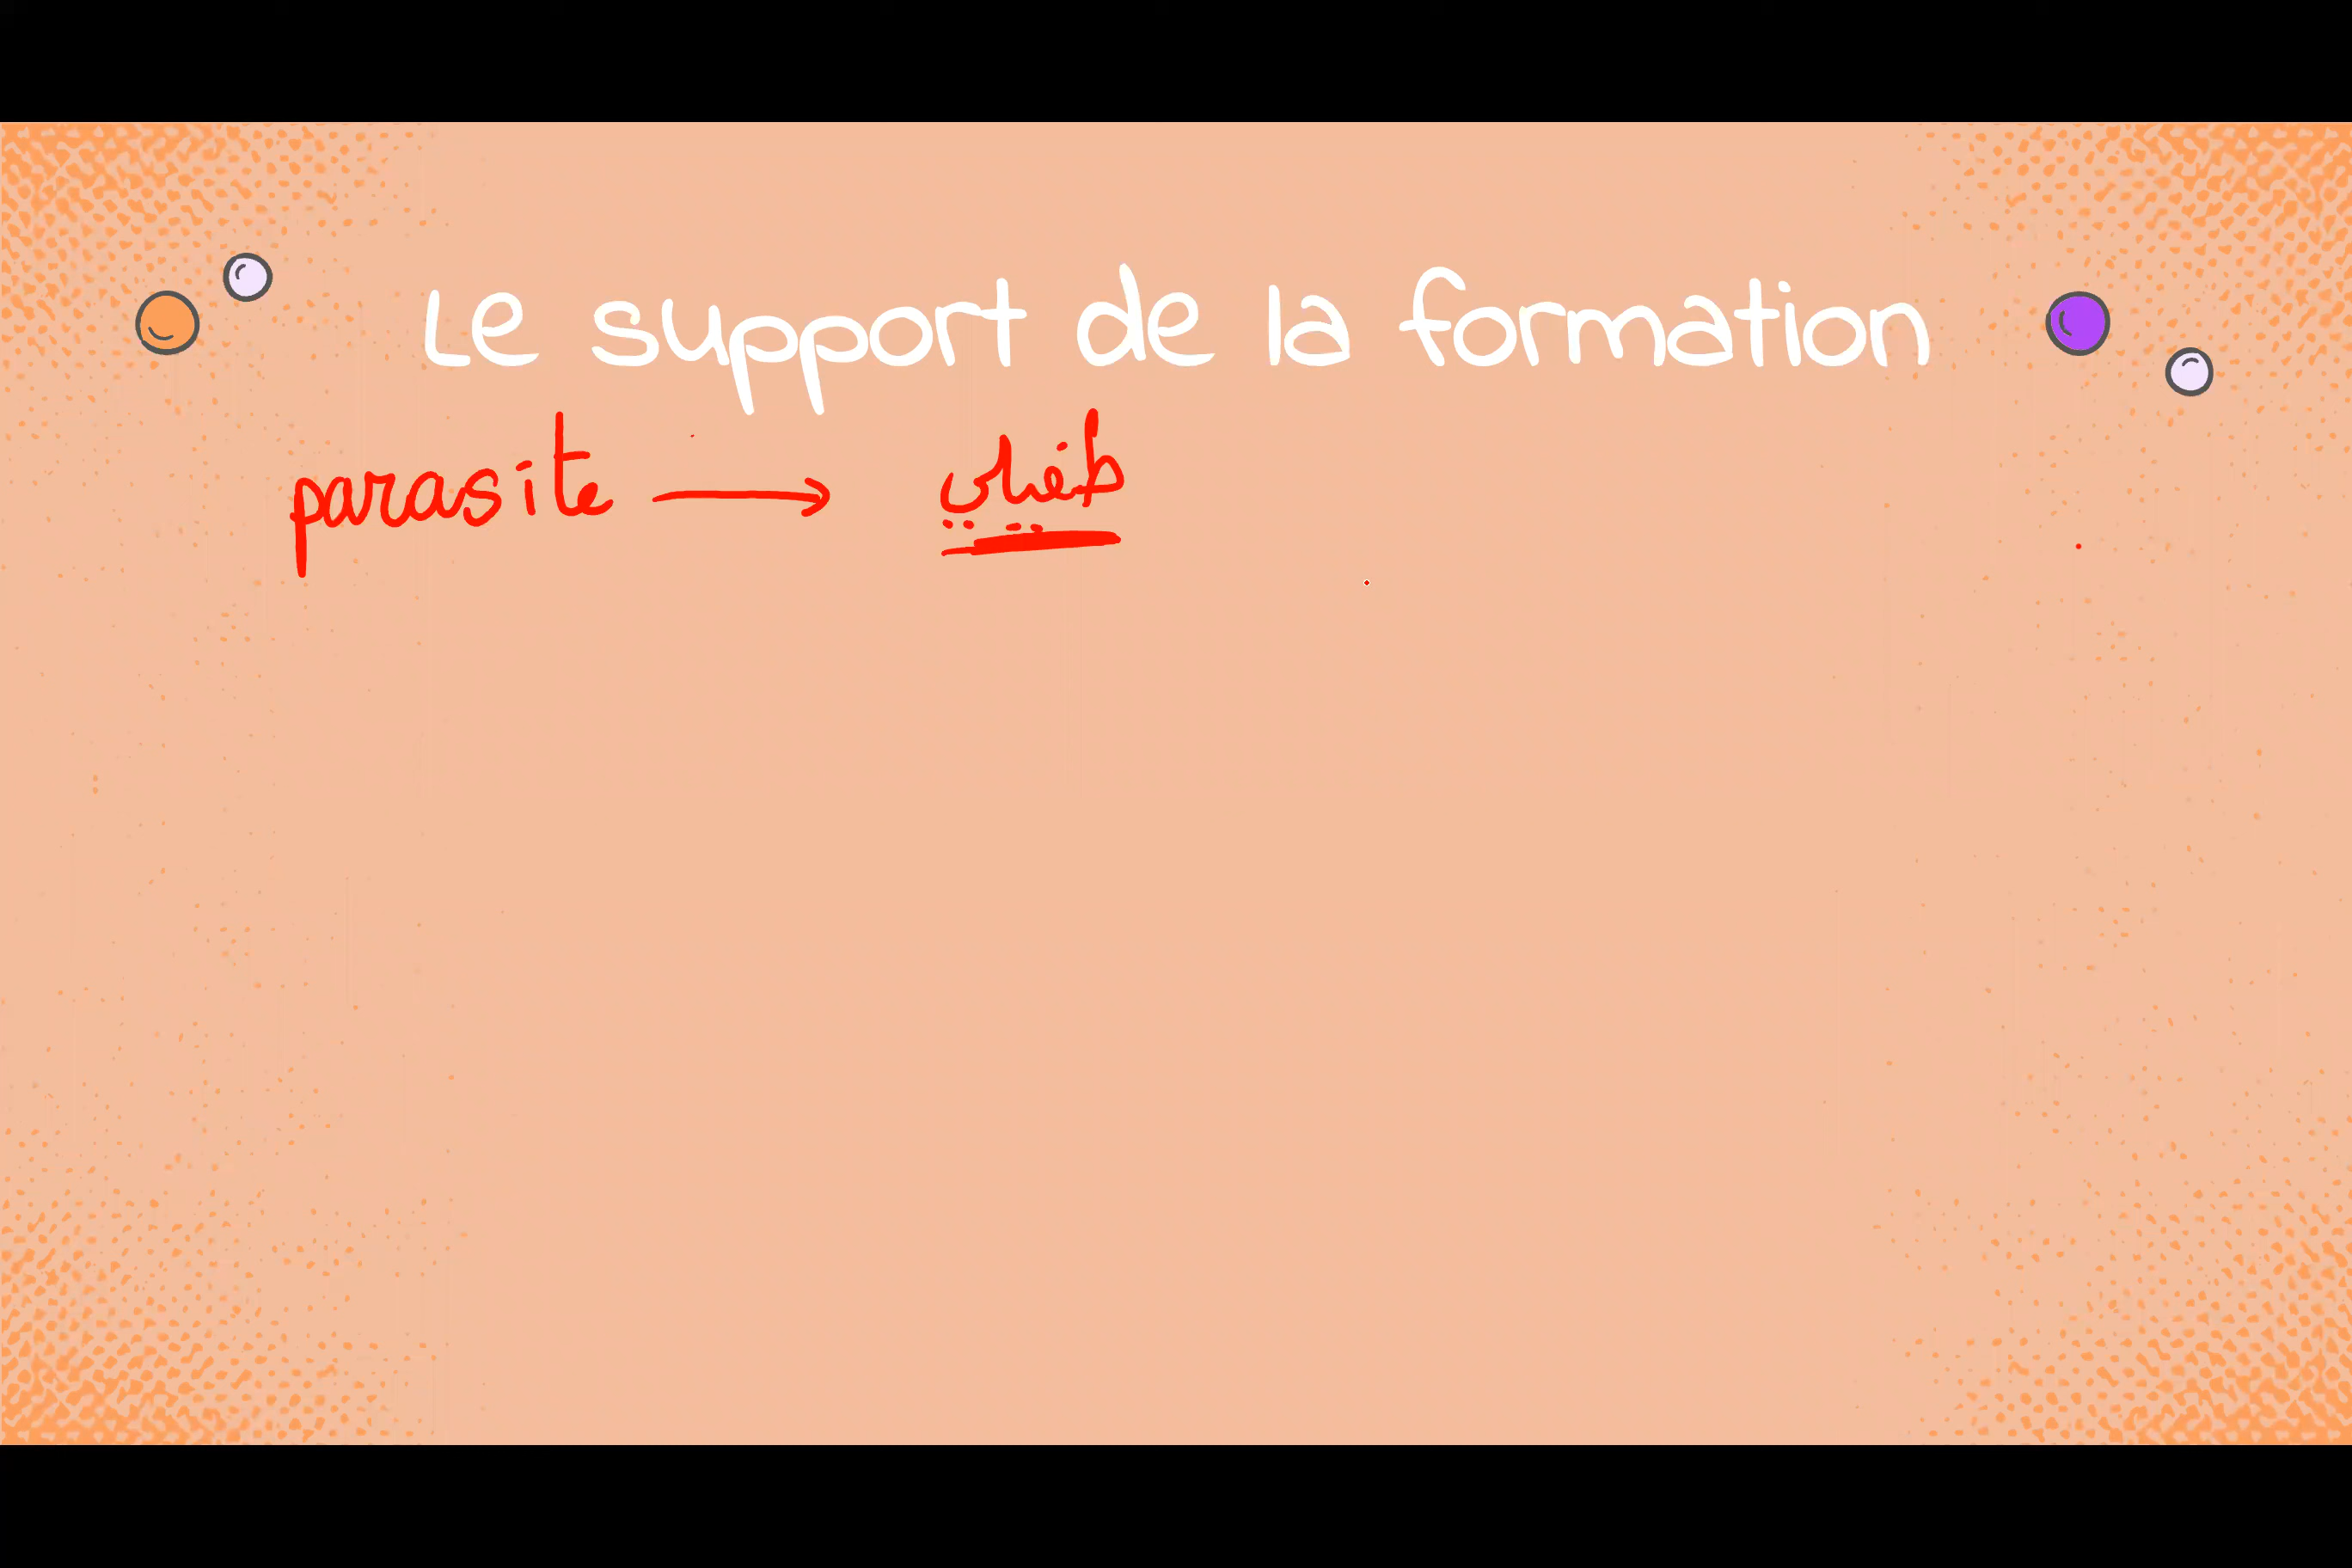 Le support de la formation
parasite → طفيلي